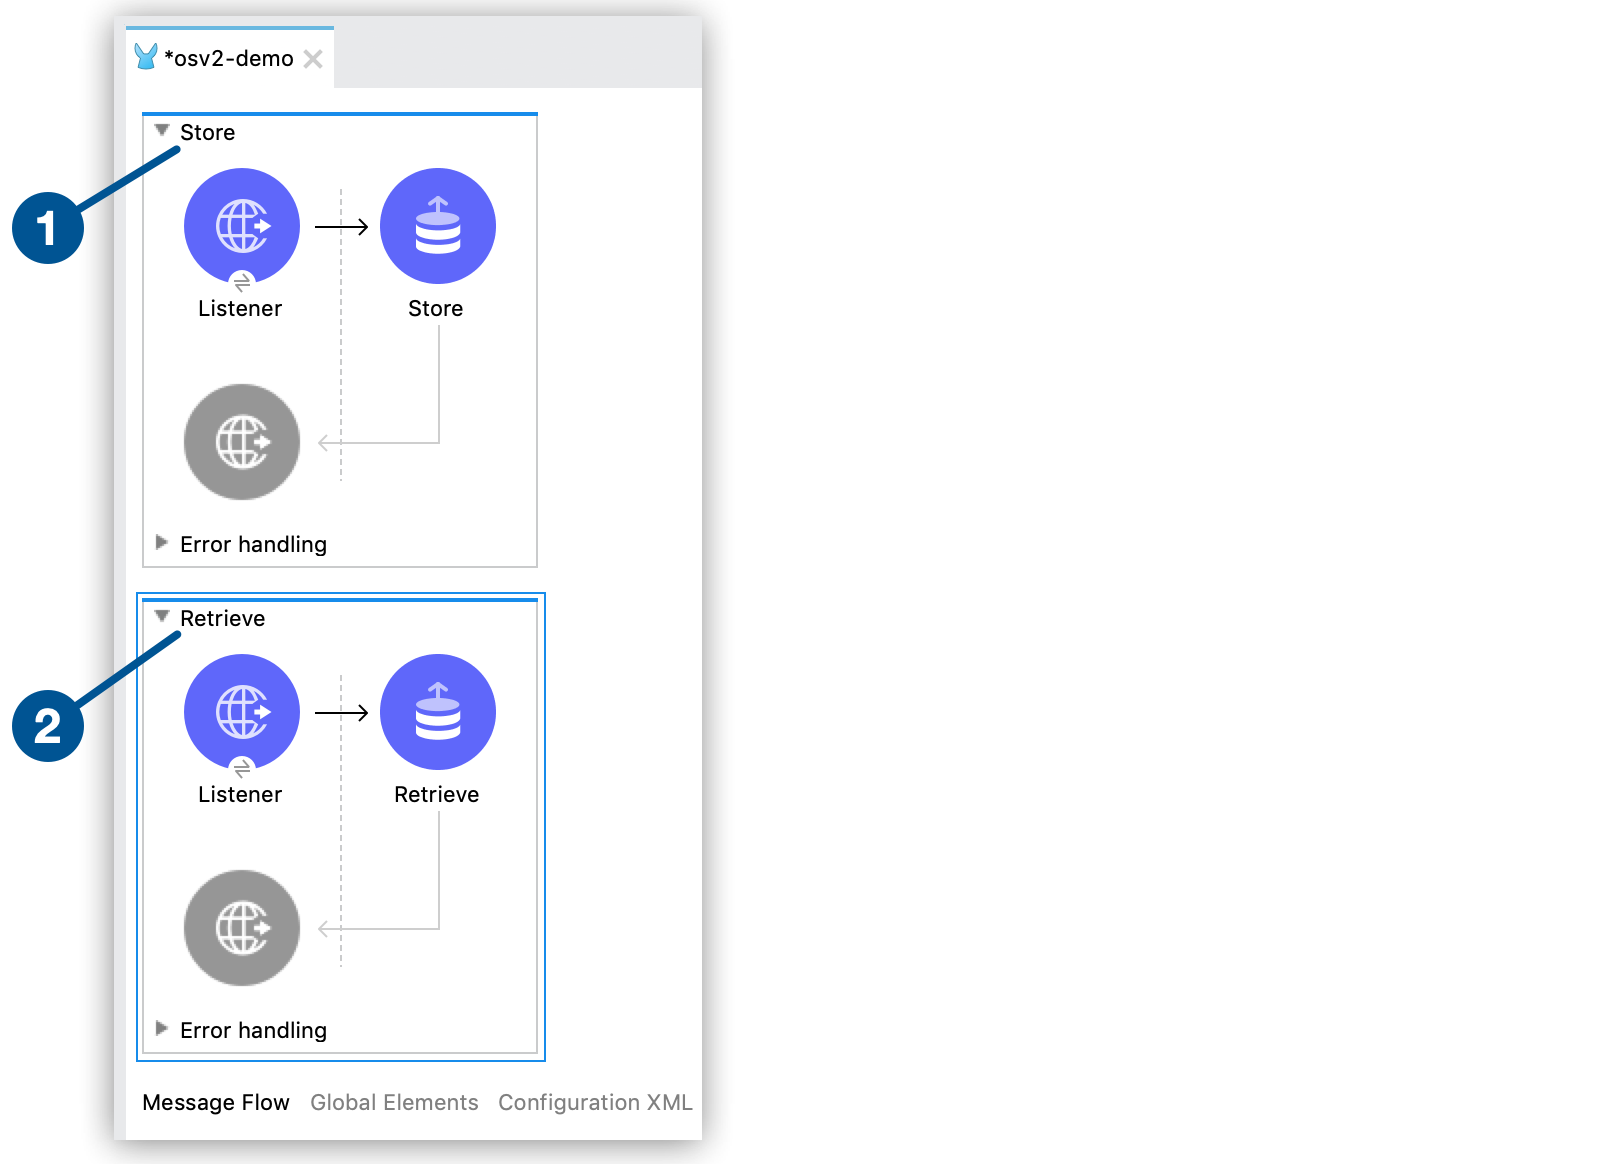 *osv2-demo
Store
1
Listener
Store
Error handling
Retrieve
2
Listener
Retrieve
Error handling
Message Flow Global Elements Configuration XML